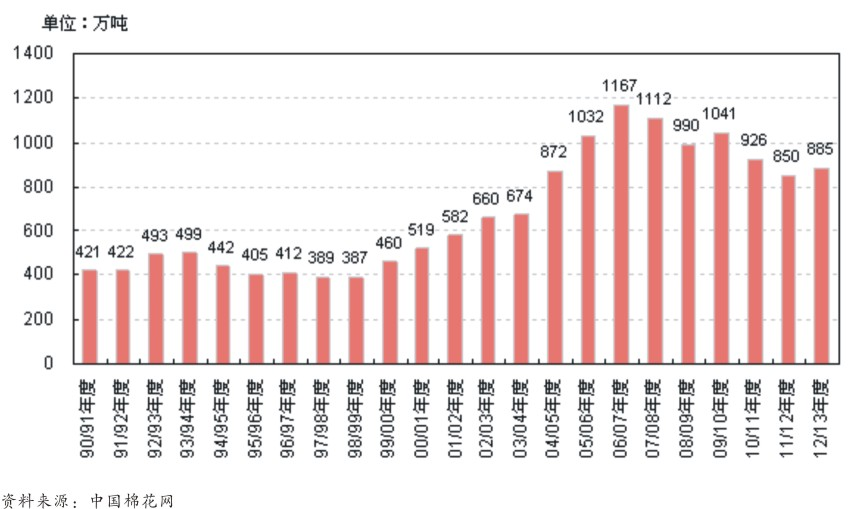 单位：万吨
1400
1200
1000
800
600
400
200
0
421
422
493
499
442
405
412
389
387
460
519
582
660
674
872
1032
1167
1112
990
1041
926
850
885
90/91年度
91/92年度
92/93年度
93/94年度
94/95年度
95/96年度
96/97年度
97/98年度
98/99年度
99/00年度
00/01年度
01/02年度
02/03年度
03/04年度
04/05年度
05/06年度
06/07年度
07/08年度
08/09年度
09/10年度
10/11年度
11/12年度
12/13年度
资料来源：中国棉花网